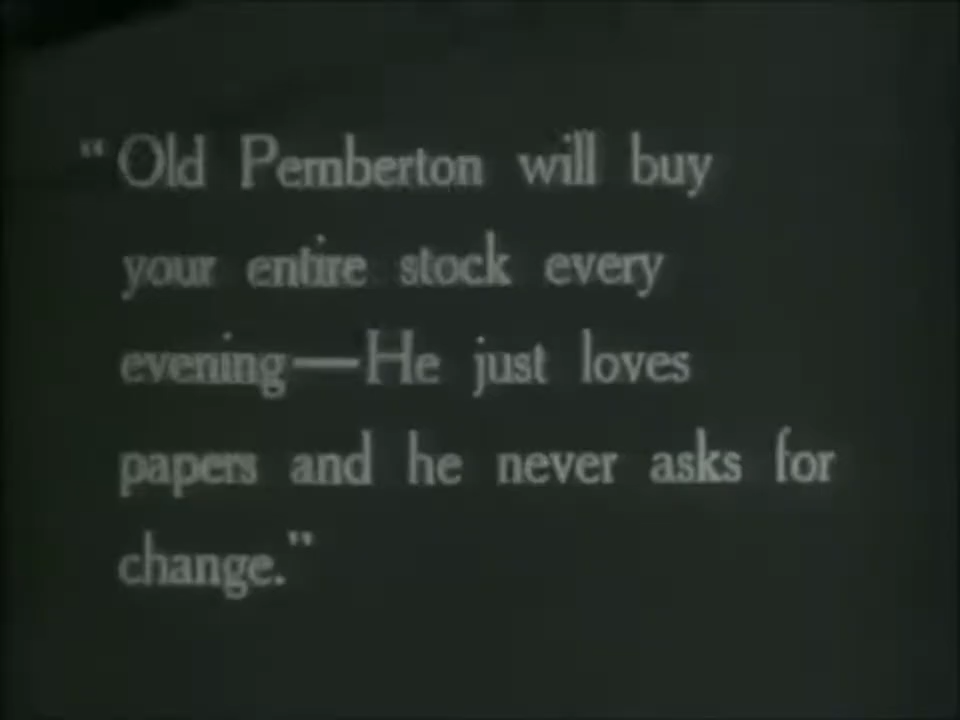 “Old Pemberton will buy
your entire stock every
evening—He just loves
papers and he never asks for
change.”